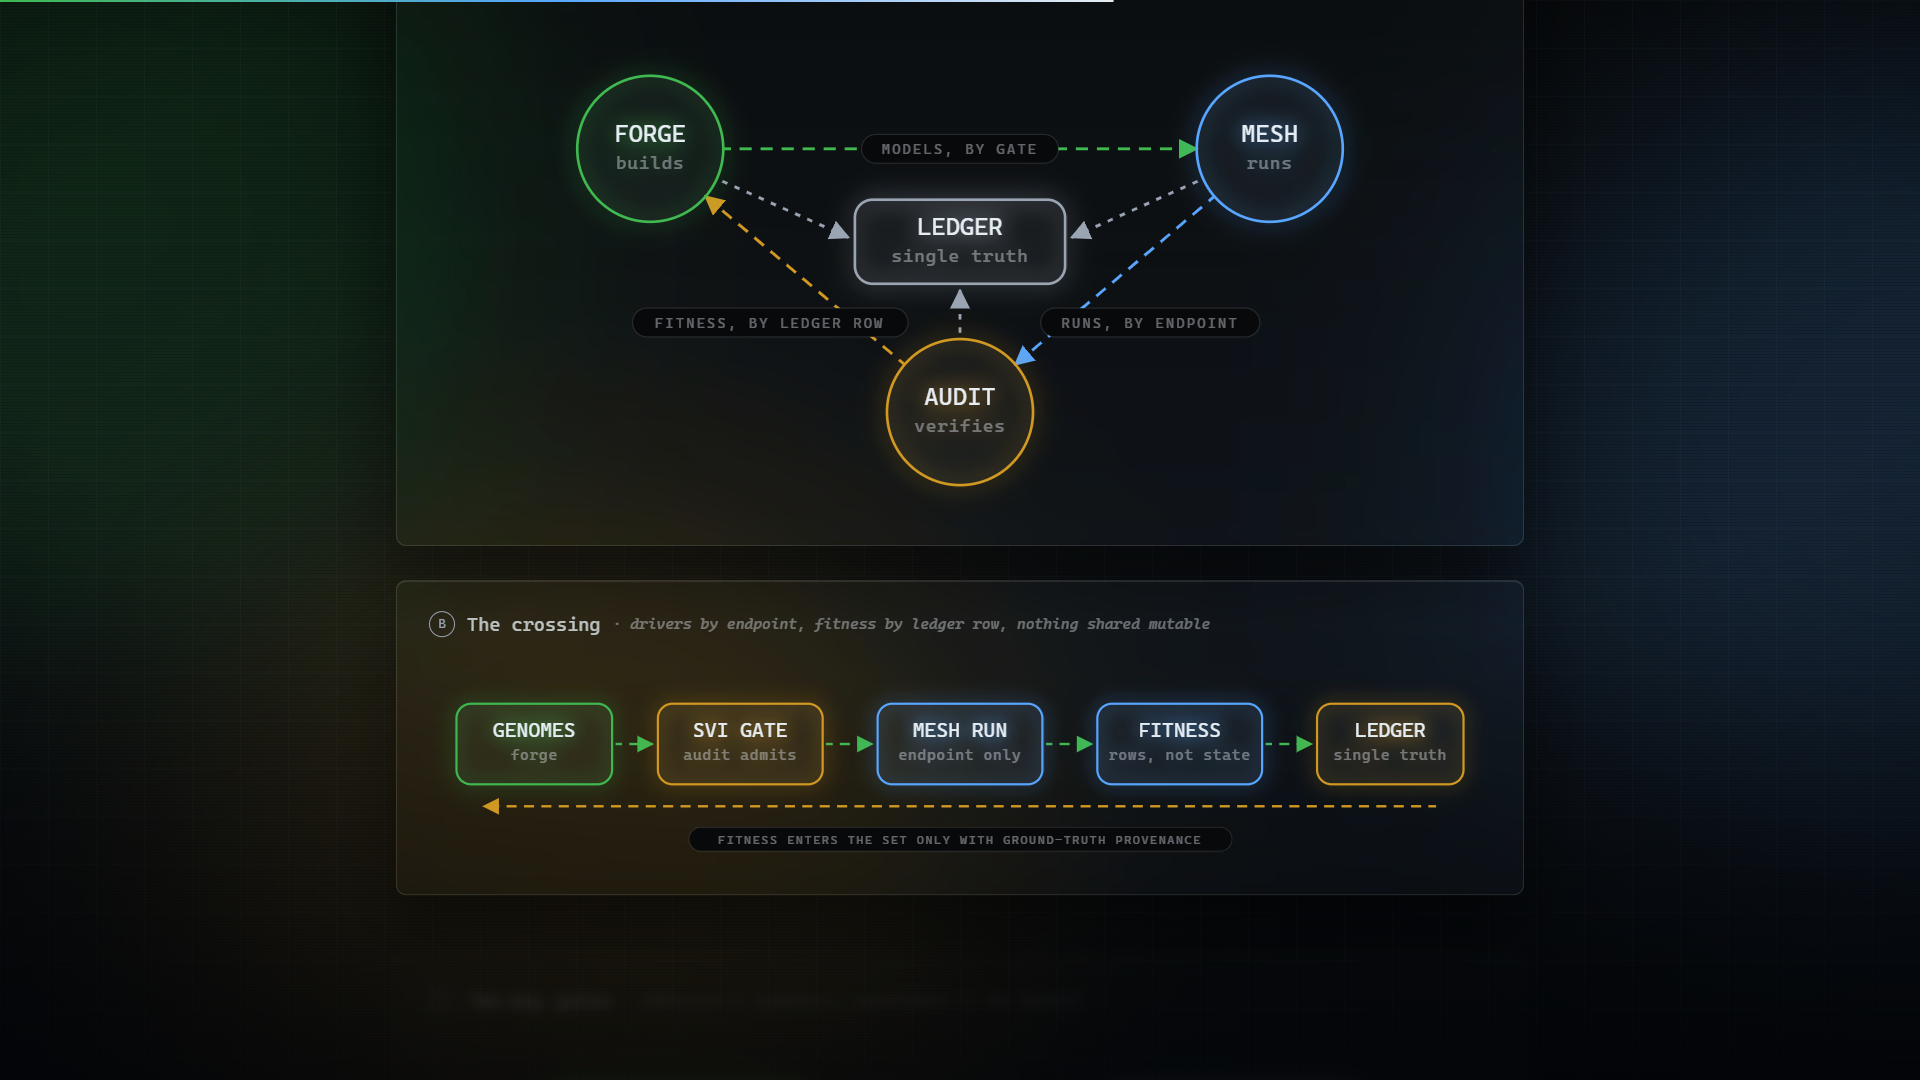 FORGE
builds
MESH
runs
MODELS, BY GATE
LEDGER
single truth
FITNESS, BY LEDGER ROW
RUNS, BY ENDPOINT
AUDIT
verifies
B The crossing · drivers by endpoint, fitness by ledger row, nothing shared mutable
GENOMES
forge
SVI GATE
audit admits
MESH RUN
endpoint only
FITNESS
rows, not state
LEDGER
single truth
FITNESS ENTERS THE SET ONLY WITH GROUND-TRUTH PROVENANCE